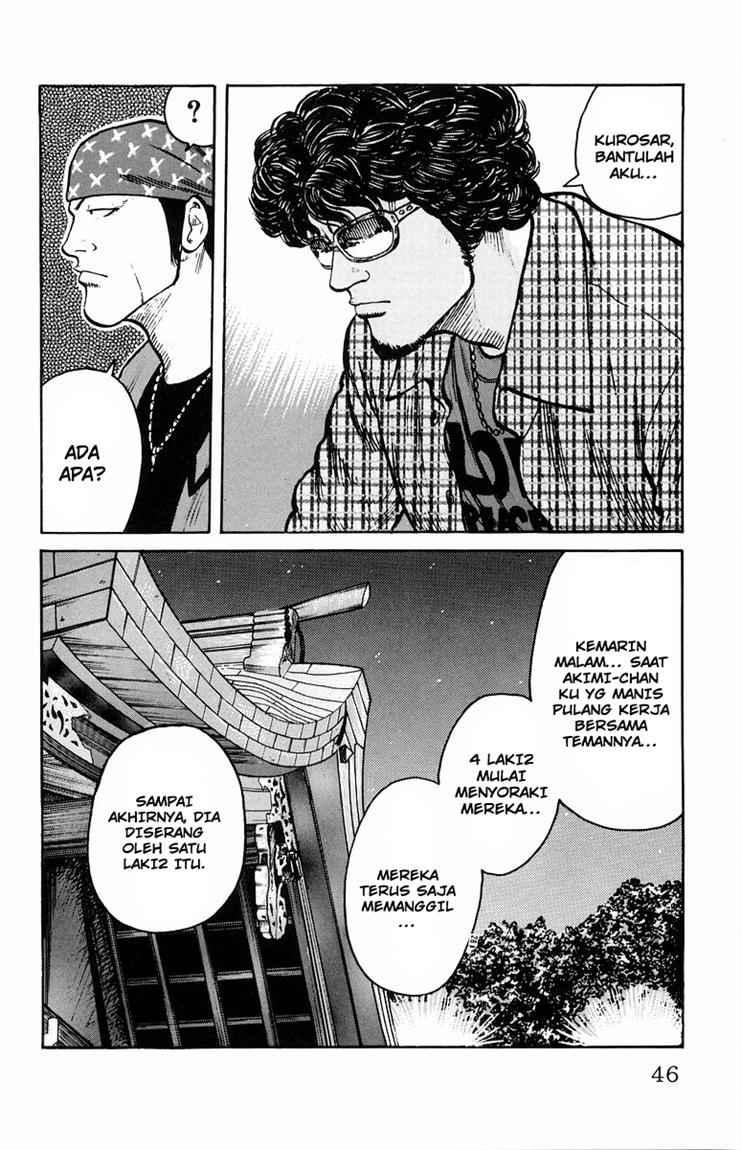 KUROSAR,
BANTULAH
AKU...
?
ADA
APA?
KEMARIN
MALAM... SAAT
AKIMI-CHAN
KU YG MANIS
PULANG KERJA
BERSAMA
TEMANNYA...
4 LAKI2
MULAI
MENYORAKI
MEREKA...
MEREKA
TERUS SAJA
MEMANGGIL
...
SAMPAI
AKHIRNYA, DIA
DISERANG
OLEH SATU
LAKI2 ITU.
46